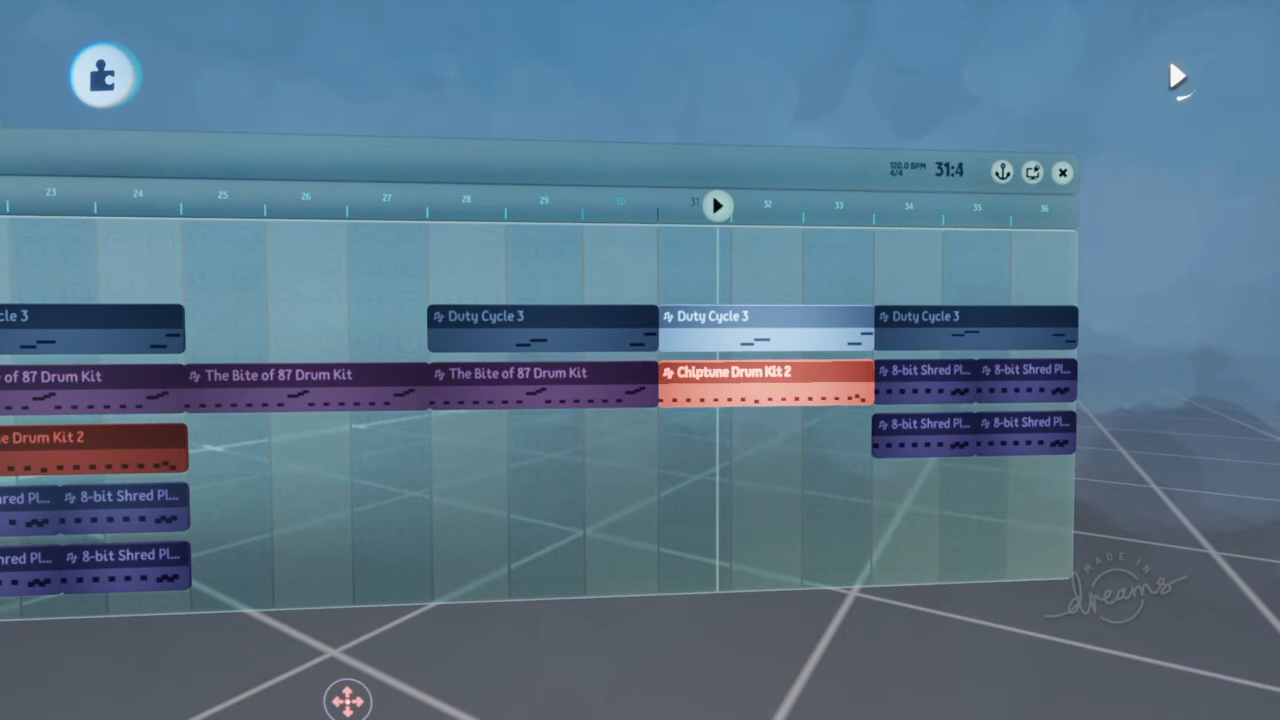 120.0 BPM
4/4
31:4
23 24 25 26 27 28 29 30 31 32 33 34 35 36
cle 3
Duty Cycle 3
Duty Cycle 3
Duty Cycle 3
of 87 Drum Kit
The Bite of 87 Drum Kit
The Bite of 87 Drum Kit
Chiptune Drum Kit 2
8-bit Shred Pl...
8-bit Shred Pl...
8-bit Shred Pl...
8-bit Shred Pl...
e Drum Kit 2
hred Pl...
8-bit Shred Pl...
hred Pl...
8-bit Shred Pl...
MADE IN
dreams